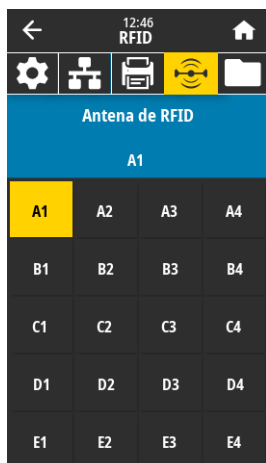 12:46
RFID
Antena de RFID
A1
A1 A2 A3 A4
B1 B2 B3 B4
C1 C2 C3 C4
D1 D2 D3 D4
E1 E2 E3 E4